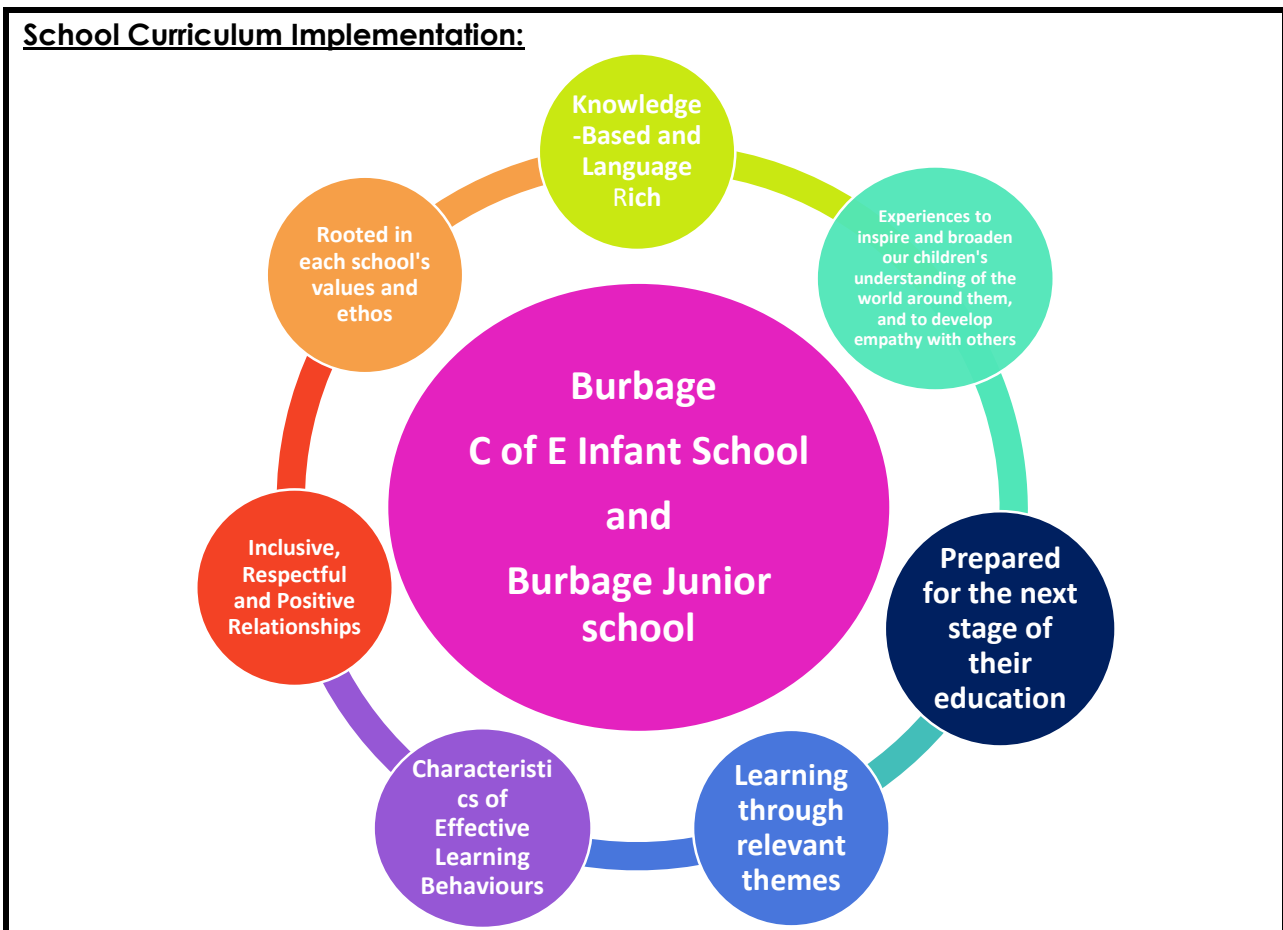 School Curriculum Implementation:
Knowledge
-Based and
Language
Rich
Experiences to
inspire and broaden
our children's
understanding of the
world around them,
and to develop
empathy with others
Prepared
for the next
stage of
their
education
Learning
through
relevant
themes
Characteristi
cs of
Effective
Learning
Behaviours
Inclusive,
Respectful
and Positive
Relationships
Rooted in
each school's
values and
ethos
Burbage
C of E Infant School
and
Burbage Junior
school